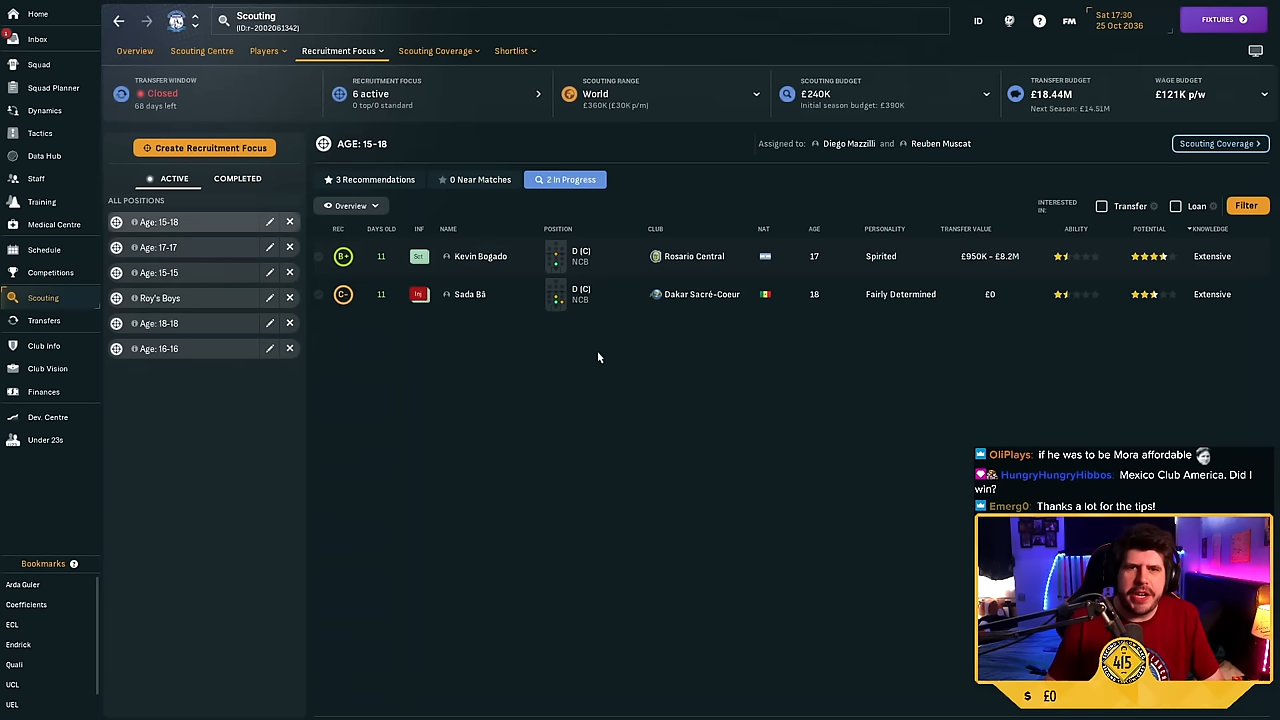 Home
Inbox
1
Squad
Squad Planner
Dynamics
Tactics
Data Hub
Staff
Training
Medical Centre
Schedule
Competitions
Scouting
Transfers
Club Info
Club Vision
Finances
Dev. Centre
Under 23s
Bookmarks ?
Arda Guler
Coefficients
ECL
Endrick
Quali
UCL
UEL
Scouting
(ID:r-2002061342)
ID
?
FM
Sat 17:30
25 Oct 2036
FIXTURES
Overview
Scouting Centre
Players
Recruitment Focus
Scouting Coverage
Shortlist
TRANSFER WINDOW
Closed
68 days left
RECRUITMENT FOCUS
6 active
0 top/0 standard
SCOUTING RANGE
World
£360K (£30K p/m)
SCOUTING BUDGET
£240K
Initial season budget: £390K
TRANSFER BUDGET
£18.44M
Next Season: £14.51M
WAGE BUDGET
£121K p/w
Create Recruitment Focus
ACTIVE
COMPLETED
ALL POSITIONS
Age: 15-18
Age: 17-17
Age: 15-15
Roy's Boys
Age: 18-18
Age: 16-16
AGE: 15-18
Assigned to: Diego Mazzilli and Reuben Muscat
Scouting Coverage >
3 Recommendations
0 Near Matches
2 In Progress
Overview
INTERESTED IN:
Transfer
Loan
Filter
REC DAYS OLD INF NAME POSITION CLUB NAT AGE PERSONALITY TRANSFER VALUE ABILITY POTENTIAL KNOWLEDGE
B+ 11 Sct Kevin Bogado D (C) NCB Rosario Central 17 Spirited £950K - £8.2M Extensive
C- 11 Inj Sada Bâ D (C) NCB Dakar Sacré-Coeur 18 Fairly Determined £0 Extensive
OliPlays: if he was to be Mora affordable
HungryHungryHibbos: Mexico Club America. Did I
win?
Emerg0: Thanks a lot for the tips!
415
$ £0